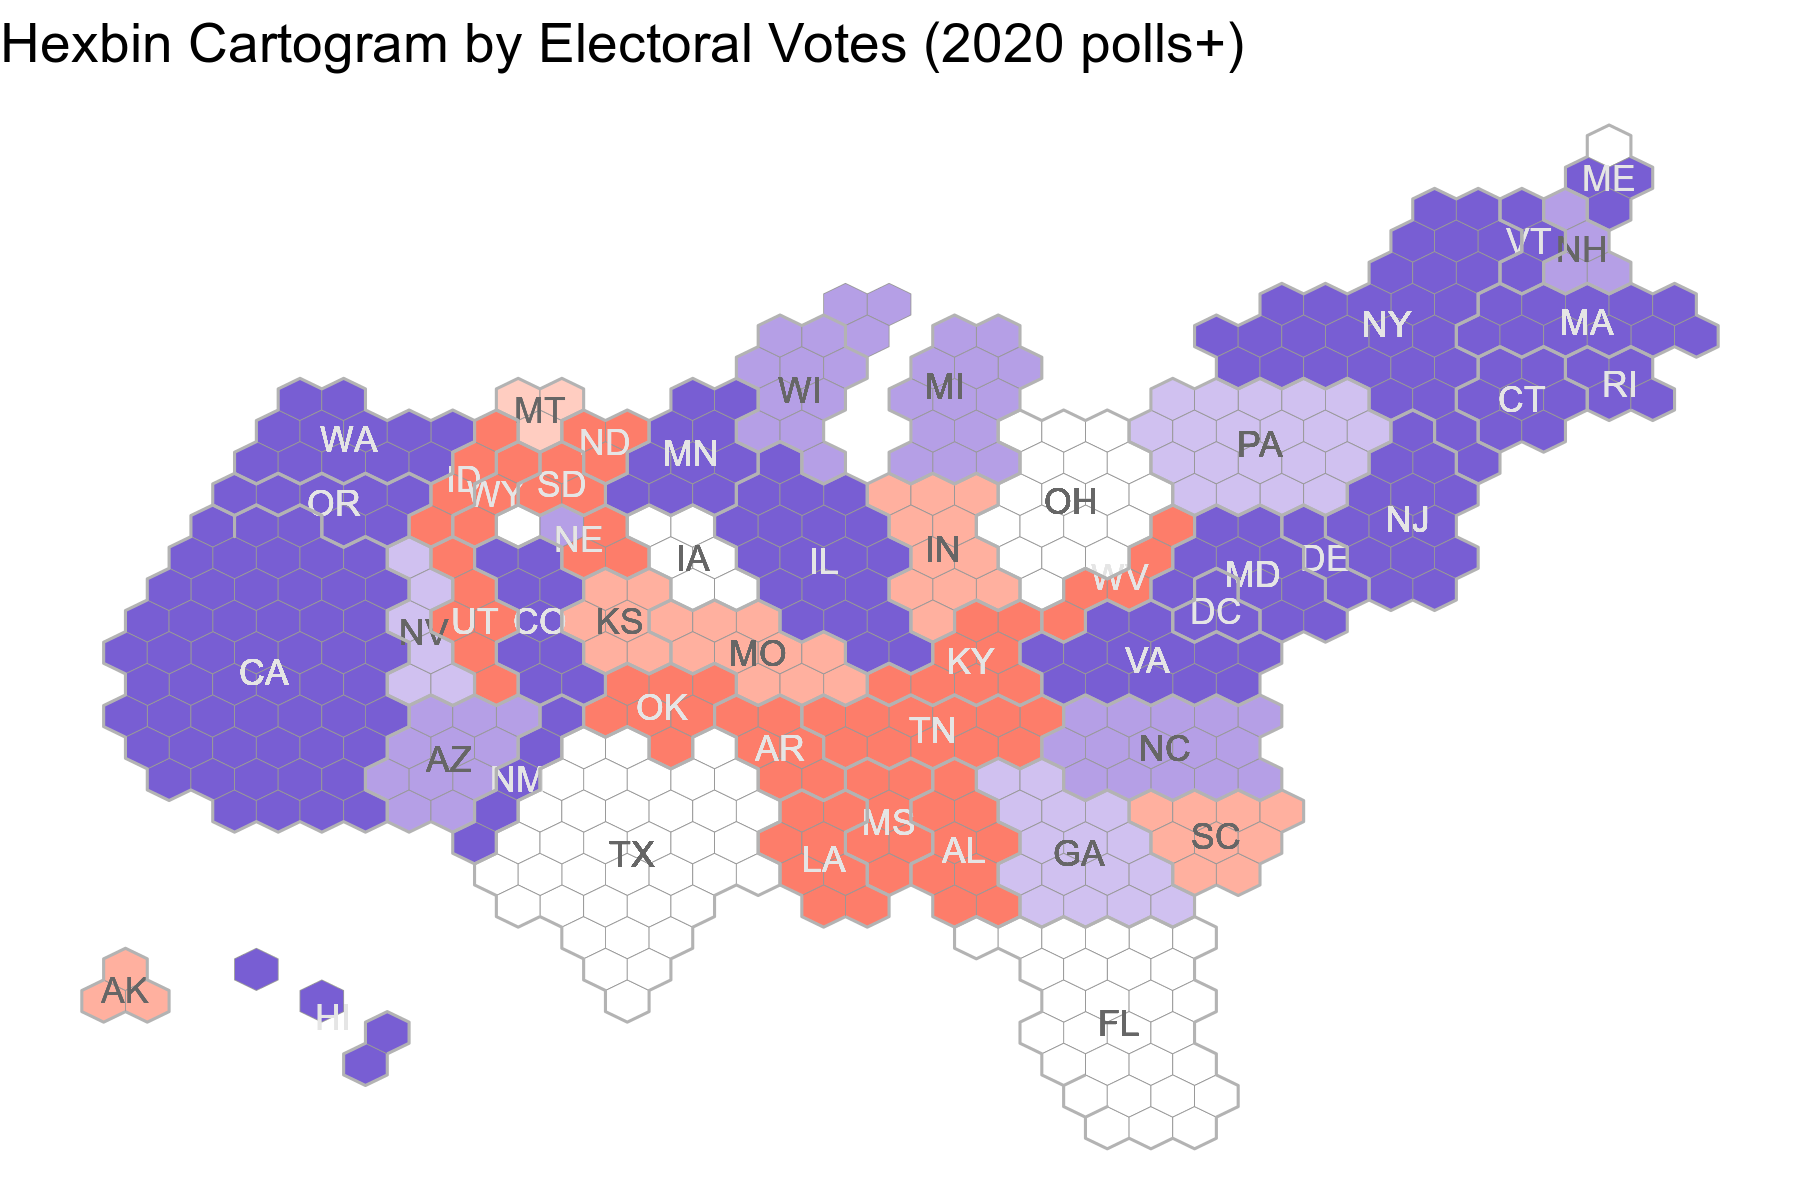 Hexbin Cartogram by Electoral Votes (2020 polls+)
ME
VT
NH
NY
MA
RI
CT
WI
MI
MT
WA
ND
MN
PA
ID
WY
SD
OR
OH
NJ
NE
IA
IL
IN
WV
MD
DE
DC
NV
UT
CO
KS
MO
KY
VA
CA
OK
TN
NC
AR
AZ
NM
MS
SC
TX
LA
AL
GA
AK
HI
FL